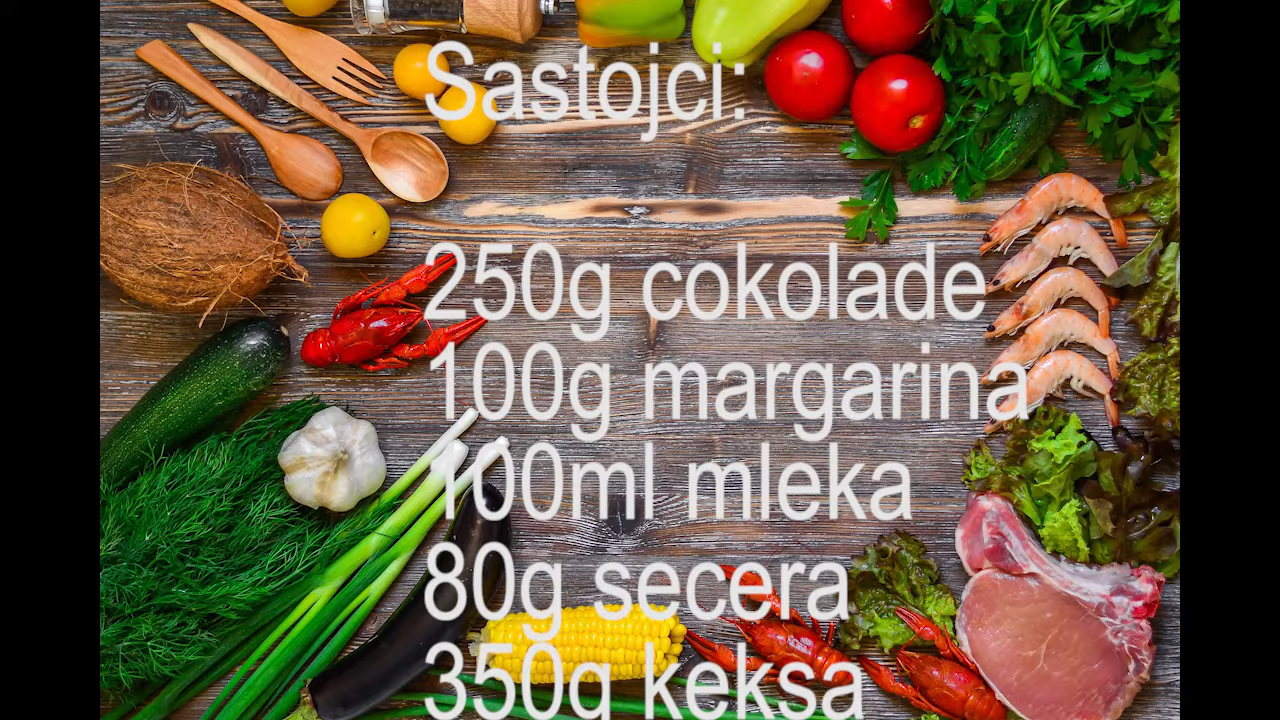 Sastojci:
250g cokolade
100g margarina
100ml mleka
80g secera
350g keksa